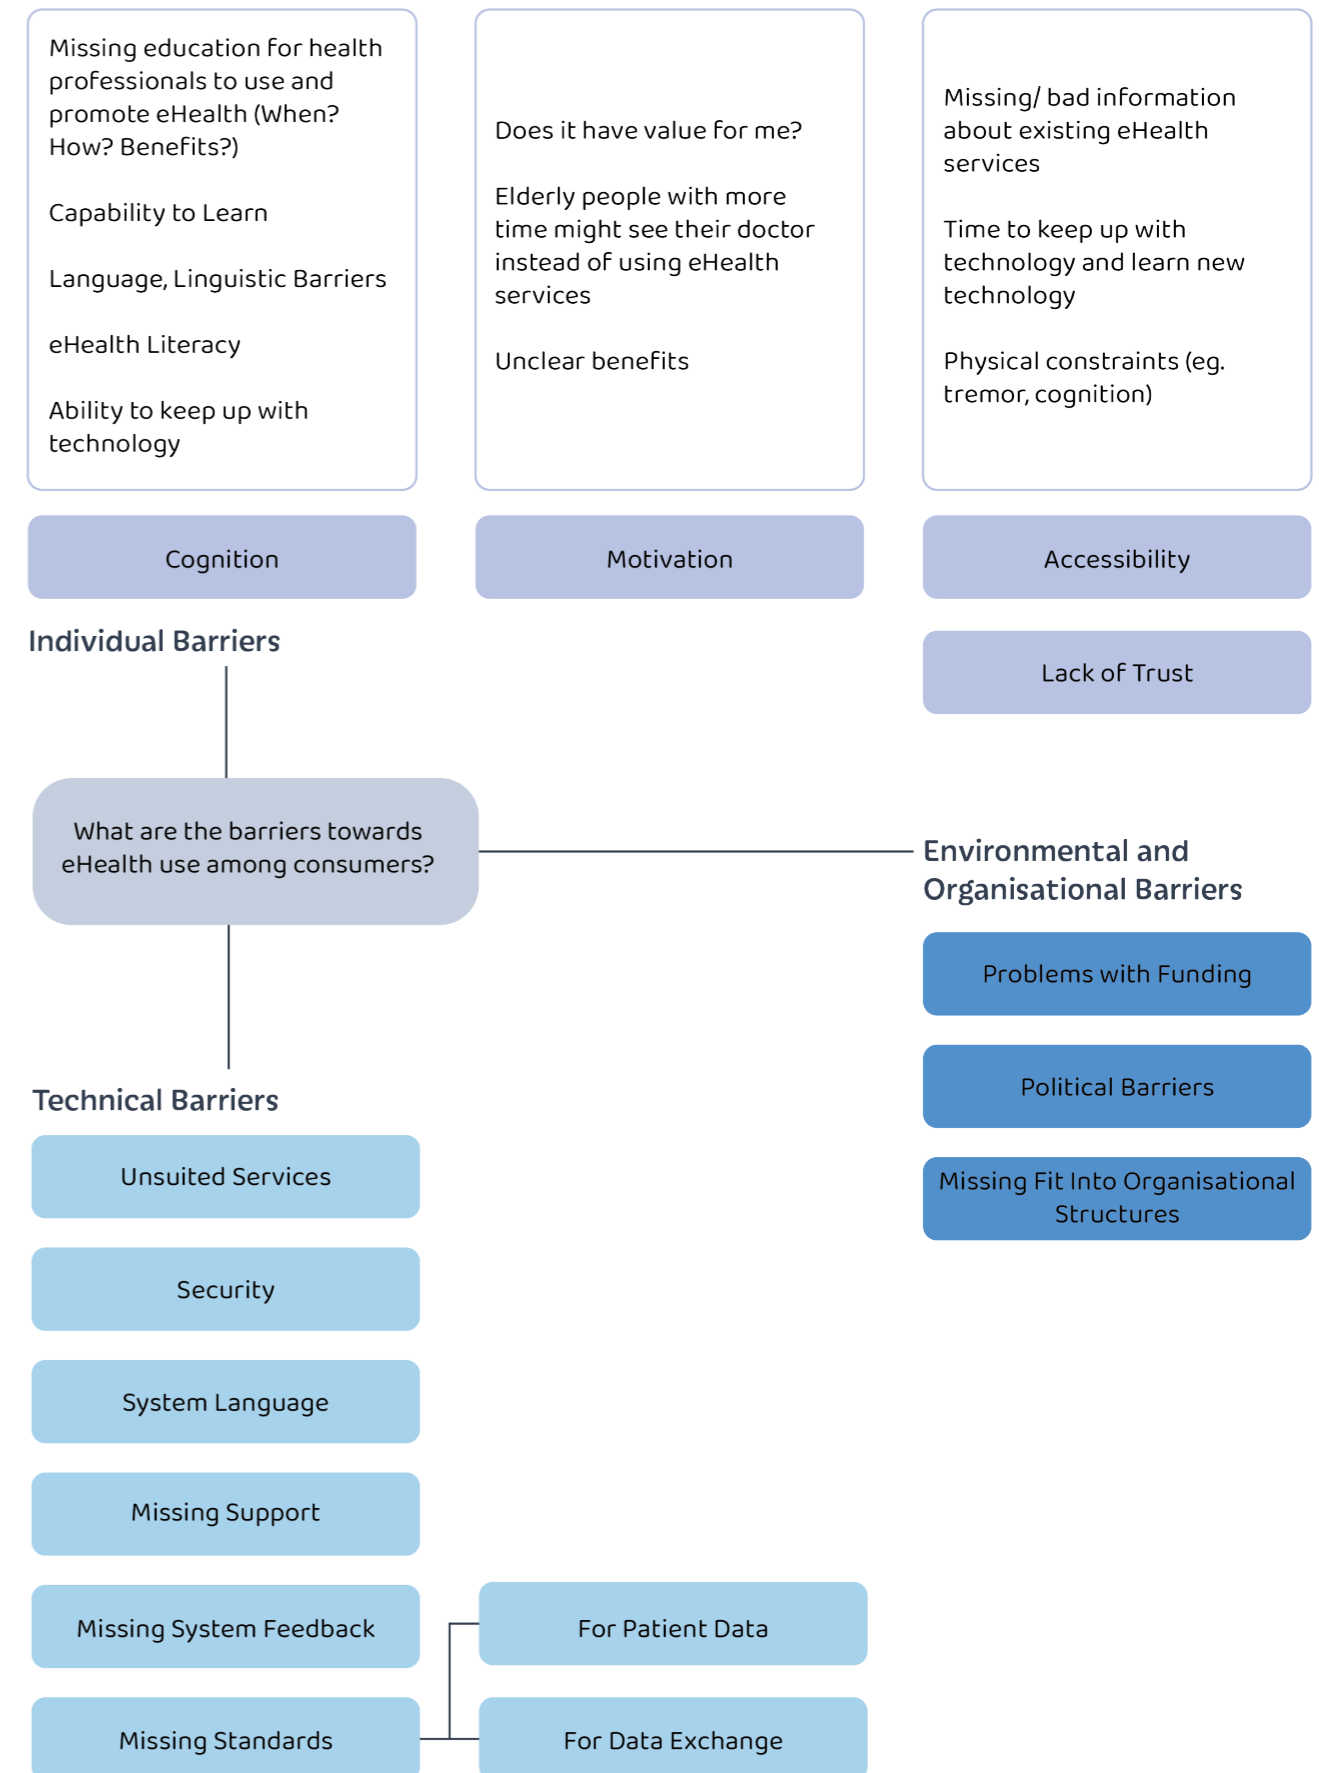 Missing education for health
professionals to use and
promote eHealth (When?
How? Benefits?)
Capability to Learn
Language, Linguistic Barriers
eHealth Literacy
Ability to keep up with
technology
Does it have value for me?
Elderly people with more
time might see their doctor
instead of using eHealth
services
Unclear benefits
Missing/ bad information
about existing eHealth
services
Time to keep up with
technology and learn new
technology
Physical constraints (eg.
tremor, cognition)
Cognition
Motivation
Accessibility
Individual Barriers
Lack of Trust
What are the barriers towards
eHealth use among consumers?
Environmental and
Organisational Barriers
Problems with Funding
Political Barriers
Missing Fit Into Organisational
Structures
Technical Barriers
Unsuited Services
Security
System Language
Missing Support
Missing System Feedback
For Patient Data
Missing Standards
For Data Exchange